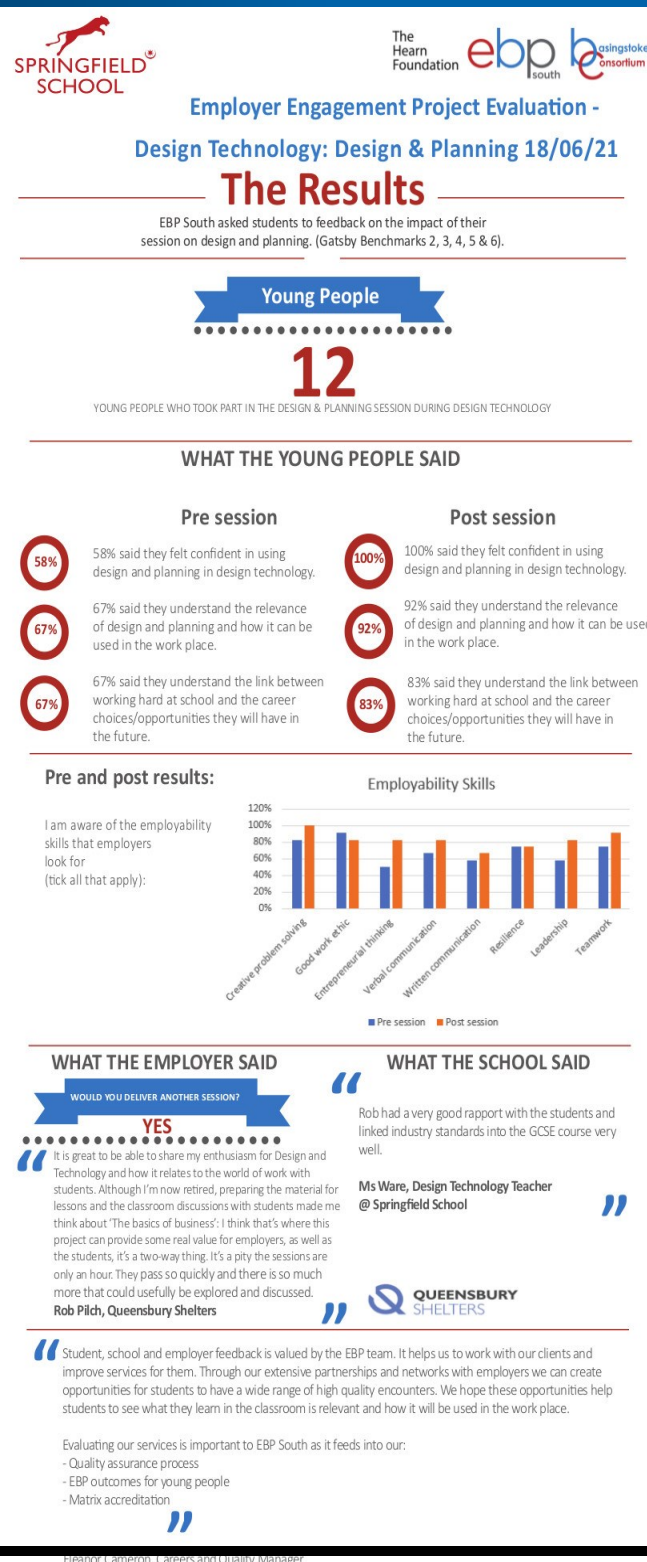 SPRINGFIELD
SCHOOL
The
Hearn
Foundation
ebp
south
asingstoke
onsortium
Employer Engagement Project Evaluation -
Design Technology: Design & Planning 18/06/21
The Results
EBP South asked students to feedback on the impact of their
session on design and planning. (Gatsby Benchmarks 2, 3, 4, 5 & 6).
Young People
12
YOUNG PEOPLE WHO TOOK PART IN THE DESIGN & PLANNING SESSION DURING DESIGN TECHNOLOGY
WHAT THE YOUNG PEOPLE SAID
Pre session
58%
58% said they felt confident in using
design and planning in design technology.
67%
67% said they understand the relevance
of design and planning and how it can be
used in the work place.
67%
67% said they understand the link between
working hard at school and the career
choices/opportunities they will have in
the future.
Post session
100%
100% said they felt confident in using
design and planning in design technology.
92%
92% said they understand the relevance
of design and planning and how it can be used
in the work place.
83%
83% said they understand the link between
working hard at school and the career
choices/opportunities they will have in
the future.
Pre and post results:
I am aware of the employability
skills that employers
look for
(tick all that apply):
Employability Skills
120%
100%
80%
60%
40%
20%
0%
Creative problem solving
Good work ethic
Entrepreneurial thinking
Verbal communication
Written communication
Resilience
Leadership
Teamwork
Pre session
Post session
WHAT THE EMPLOYER SAID
WOULD YOU DELIVER ANOTHER SESSION?
YES
“
It is great to be able to share my enthusiasm for Design and
Technology and how it relates to the world of work with
students. Although I’m now retired, preparing the material for
lessons and the classroom discussions with students made me
think about ‘The basics of business’: I think that’s where this
project can provide some real value for employers, as well as
the students, it’s a two-way thing. It’s a pity the sessions are
only an hour. They pass so quickly and there is so much
more that could usefully be explored and discussed.
Rob Pilch, Queensbury Shelters
”
WHAT THE SCHOOL SAID
“
Rob had a very good rapport with the students and
linked industry standards into the GCSE course very
well.
Ms Ware, Design Technology Teacher
@ Springfield School
”
QUEENSBURY
SHELTERS
“
Student, school and employer feedback is valued by the EBP team. It helps us to work with our clients and
improve services for them. Through our extensive partnerships and networks with employers we can create
opportunities for students to have a wide range of high quality encounters. We hope these opportunities help
students to see what they learn in the classroom is relevant and how it will be used in the work place.
Evaluating our services is important to EBP South as it feeds into our:
- Quality assurance process
- EBP outcomes for young people
- Matrix accreditation
”
Eleanor Cameron, Careers and Quality Manager